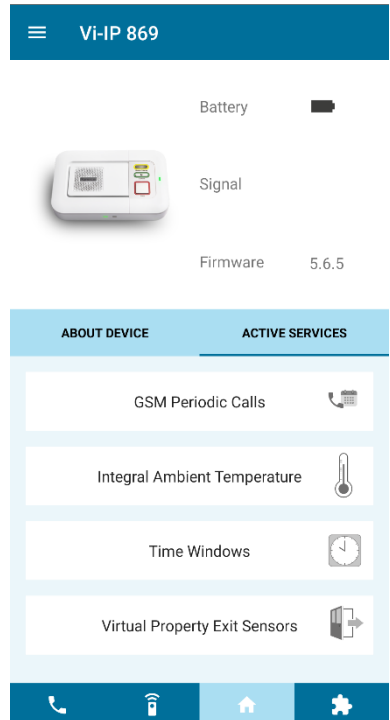 Vi-IP 869
Battery
Signal
Firmware 5.6.5
ABOUT DEVICE ACTIVE SERVICES
GSM Periodic Calls
Integral Ambient Temperature
Time Windows
Virtual Property Exit Sensors